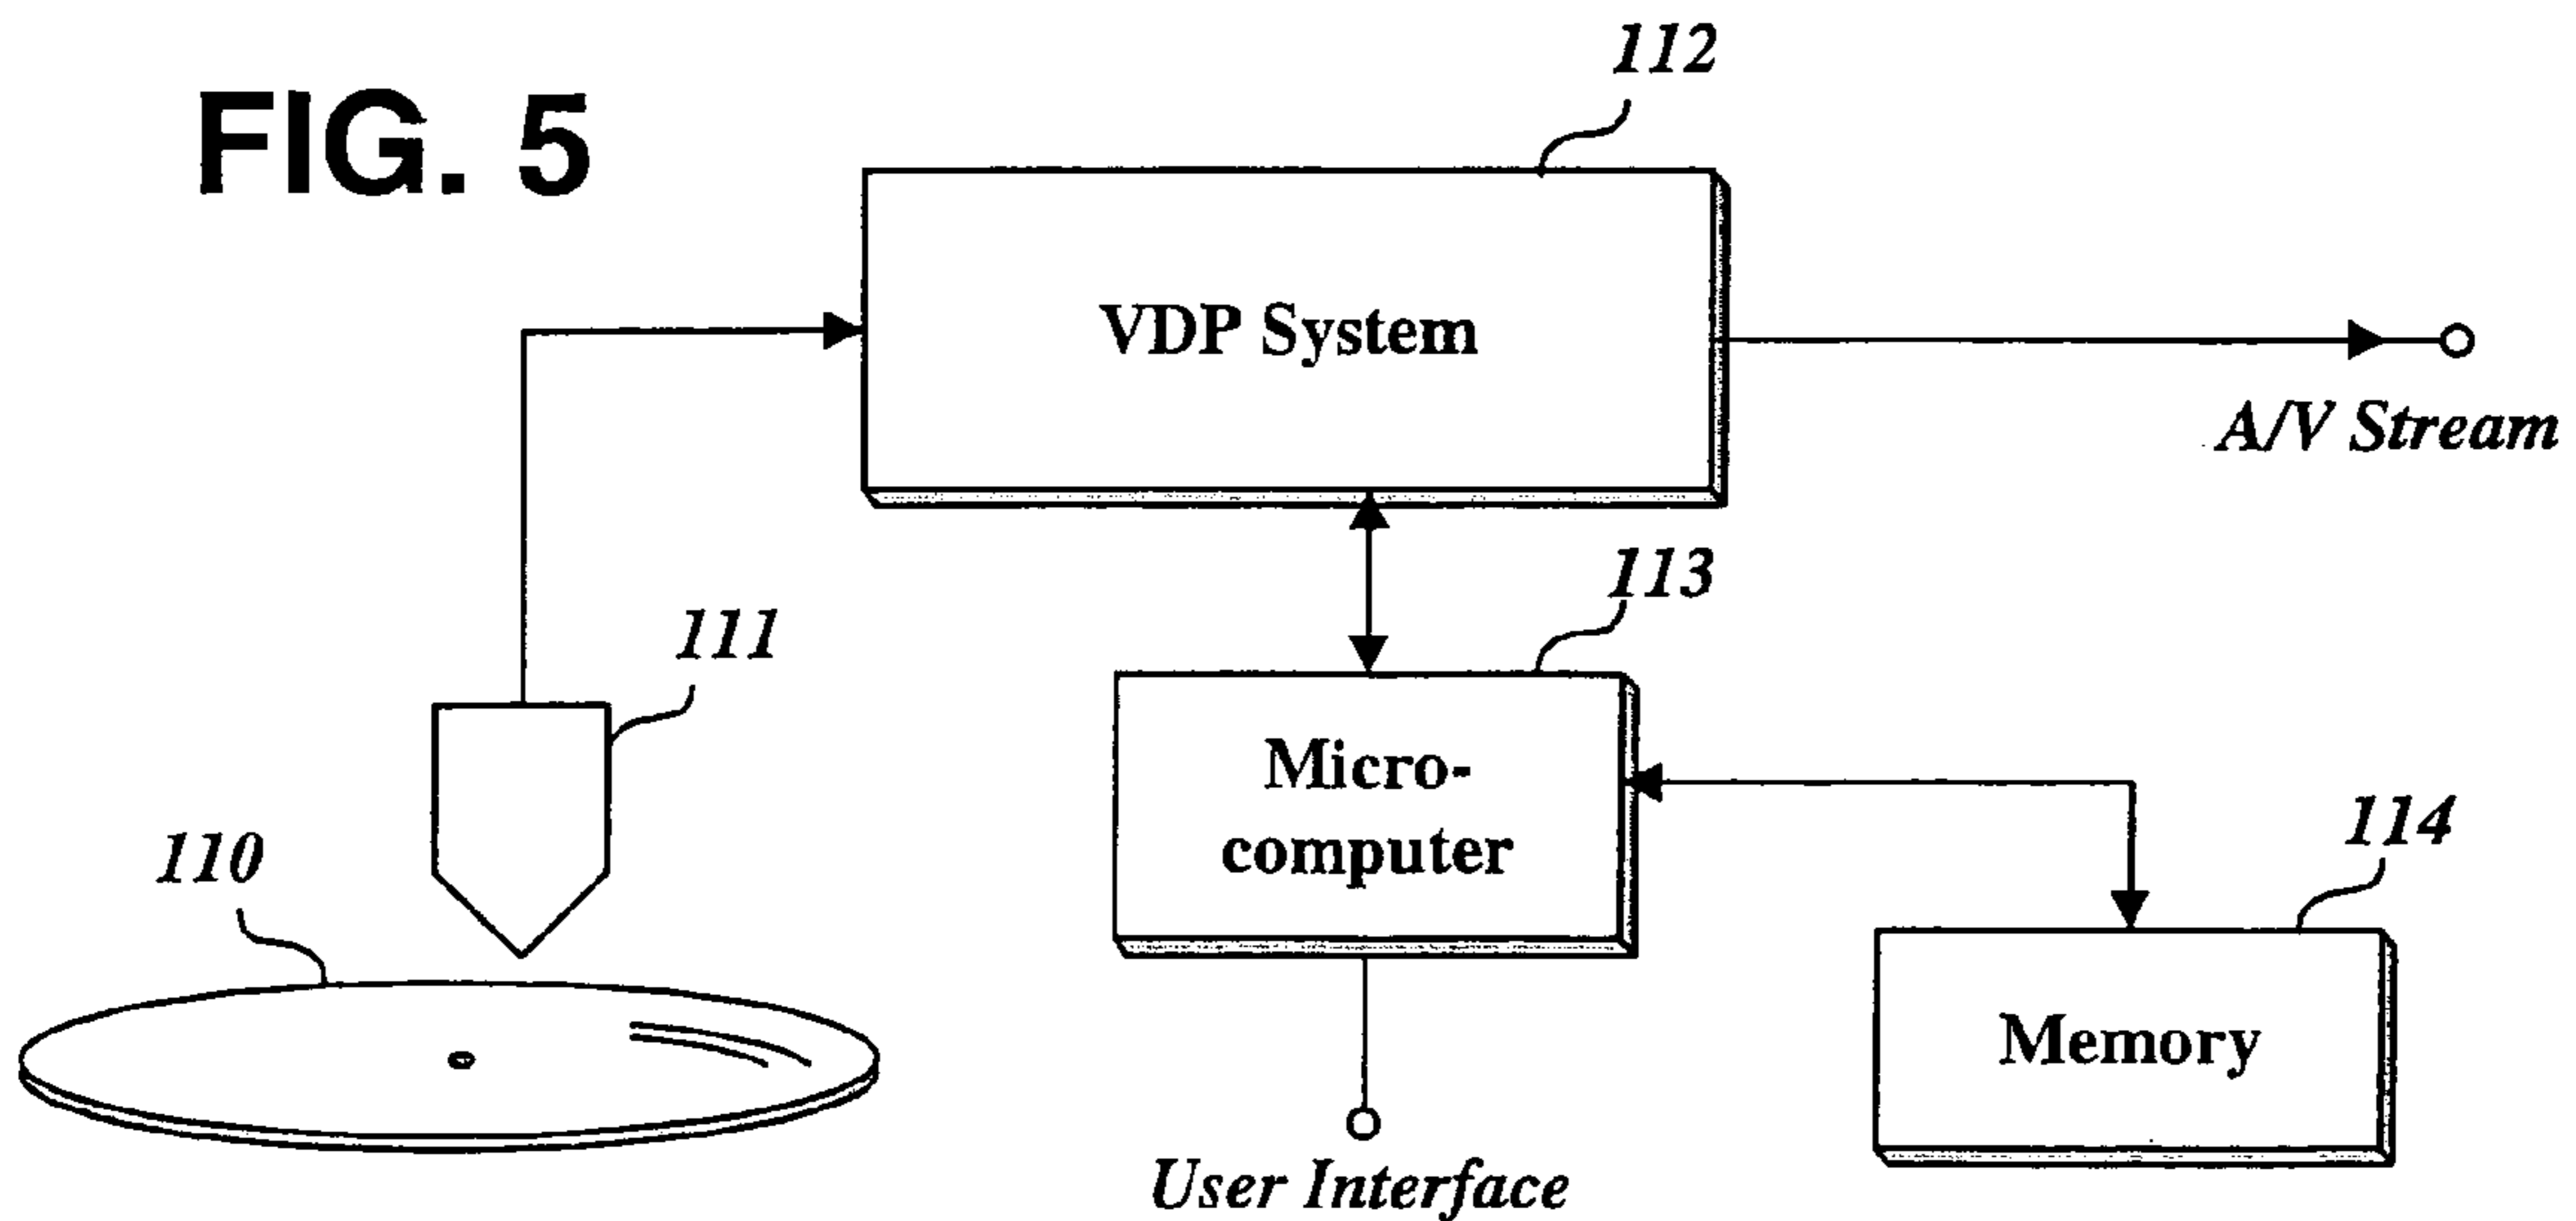 FIG. 5
112
VDP System
A/V Stream
113
111
Micro-
computer
114
110
Memory
User Interface